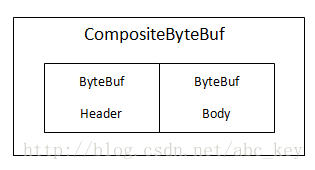 CompositeByteBuf
ByteBuf
ByteBuf
Header
Body
http://blog.csdn.net/abc_key